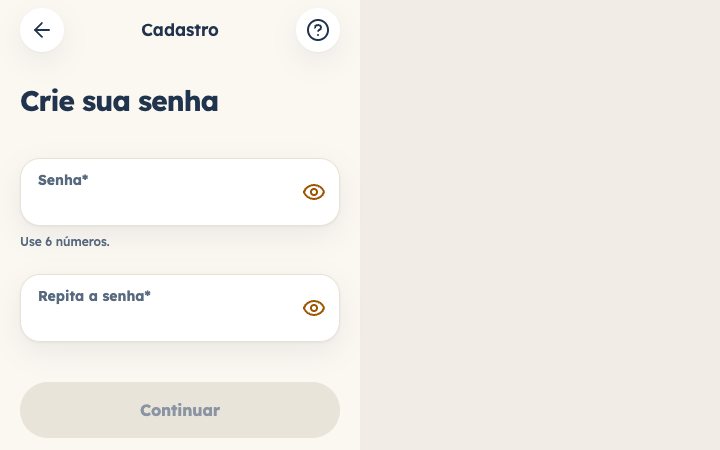 Cadastro
Crie sua senha
Senha*
Use 6 números.
Repita a senha*
Continuar